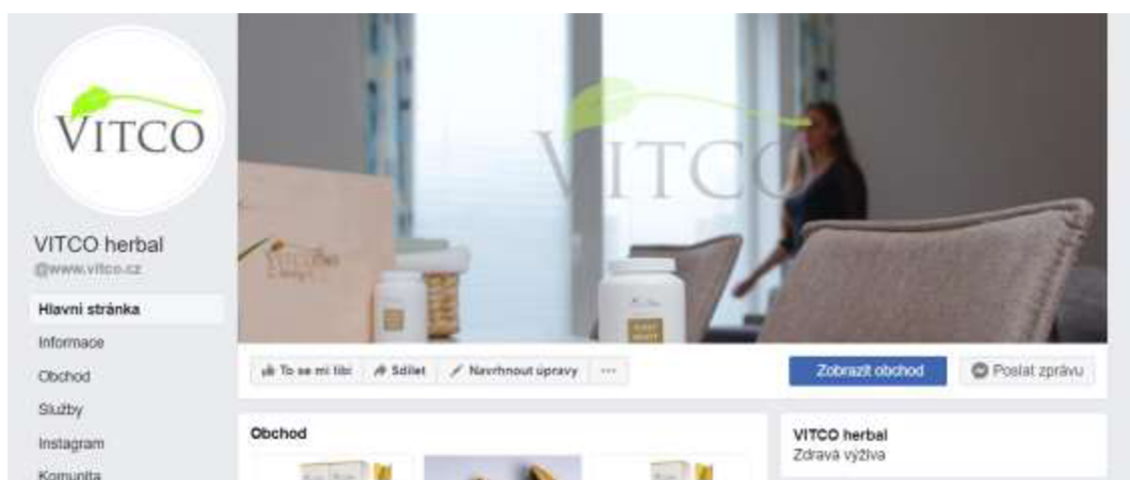 VITCO
VITCO
VITCO herbal
@www.vitco.cz
Hlavní stránka
Informace
Obchod
Služby
Instagram
Komunita
To se mi líbí
Sdílet
Navrhnout úpravy
Zobrazit obchod
Poslat zprávu
Obchod
VITCO herbal
Zdravá výživa